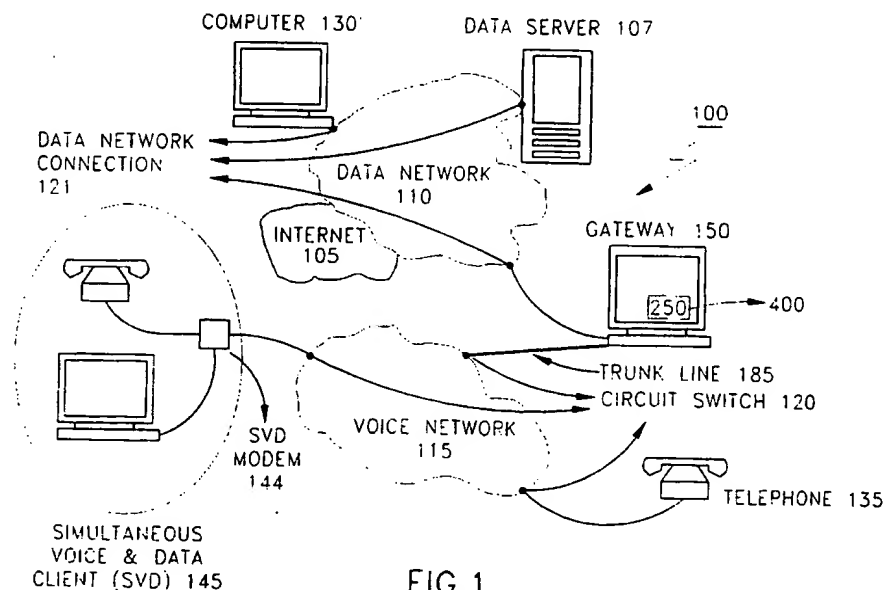 COMPUTER 130
DATA SERVER 107
100
DATA NETWORK
CONNECTION
121
DATA NETWORK
110
INTERNET
105
GATEWAY 150
250
400
TRUNK LINE 185
CIRCUIT SWITCH 120
VOICE NETWORK
115
SVD
MODEM
144
TELEPHONE 135
SIMULTANEOUS
VOICE & DATA
CLIENT (SVD) 145
FIG 1